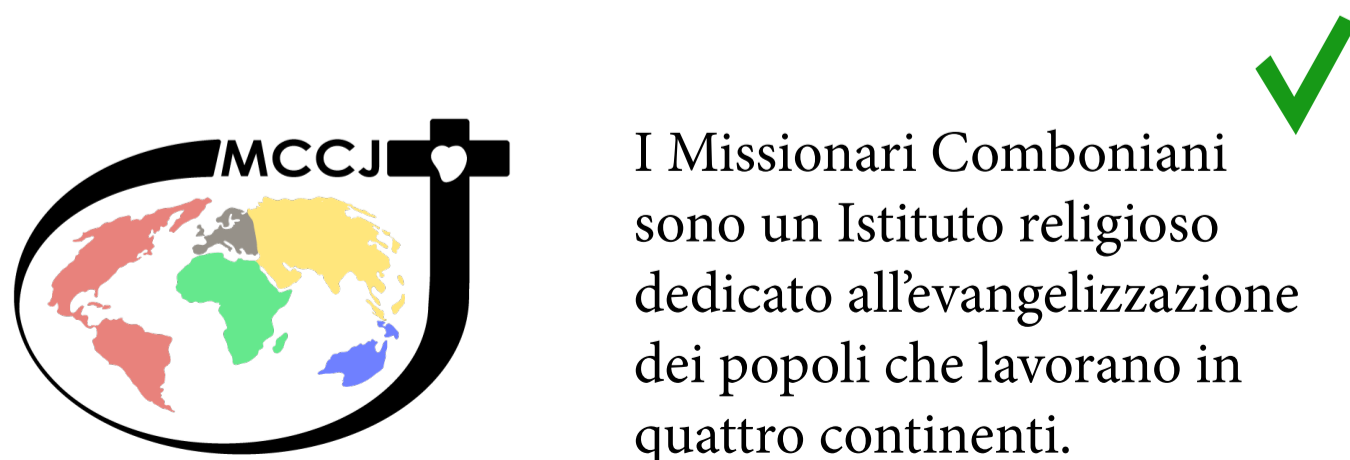 MCCJ
I Missionari Comboniani
sono un Istituto religioso
dedicato all’evangelizzazione
dei popoli che lavorano in
quattro continenti.